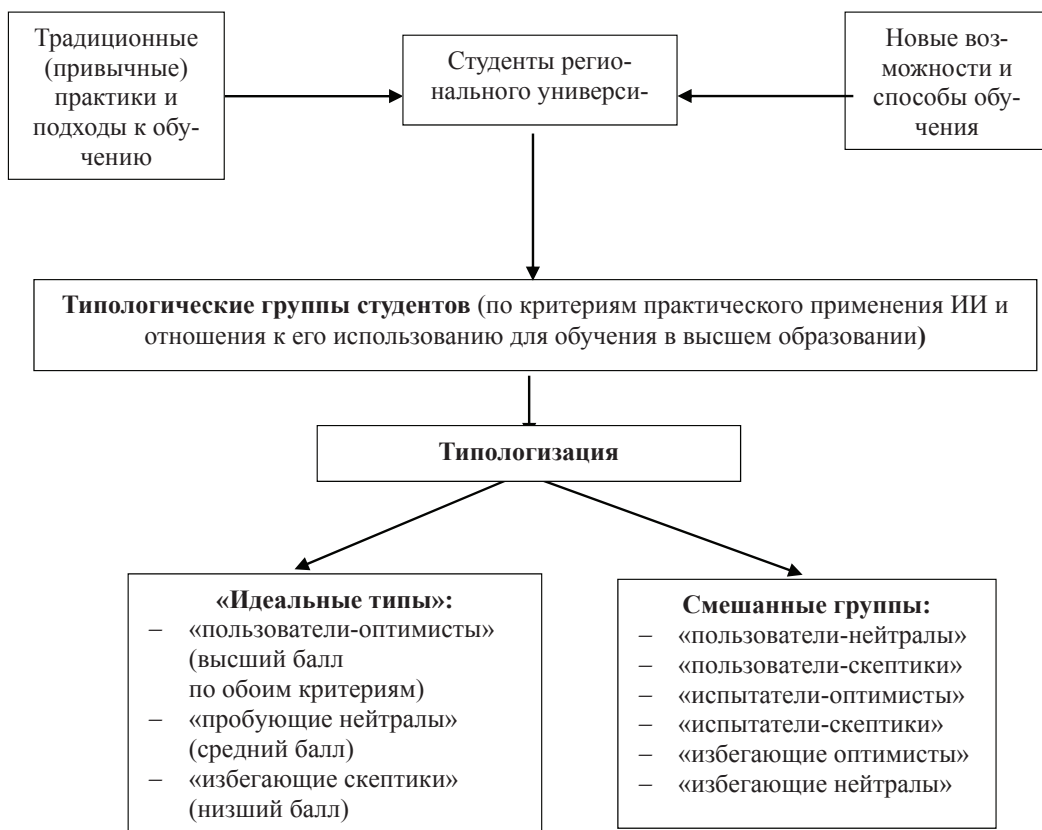 Традиционные
(привычные)
практики и
подходы к обу-
чению
Студенты регио-
нального универси-
Новые воз-
можности и
способы обу-
чения
Типологические группы студентов (по критериям практического применения ИИ и
отношения к его использованию для обучения в высшем образовании)
Типологизация
«Идеальные типы»:
– «пользователи-оптимисты»
(высший балл
по обоим критериям)
– «пробующие нейтралы»
(средний балл)
– «избегающие скептики»
(низший балл)
Смешанные группы:
– «пользователи-нейтралы»
– «пользователи-скептики»
– «испытатели-оптимисты»
– «испытатели-скептики»
– «избегающие оптимисты»
– «избегающие нейтралы»